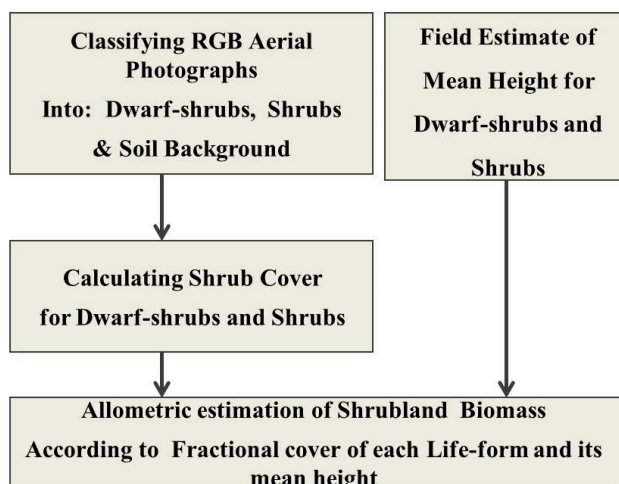 Classifying RGB Aerial
Photographs
Into: Dwarf-shrubs, Shrubs
& Soil Background
Field Estimate of
Mean Height for
Dwarf-shrubs and
Shrubs
Calculating Shrub Cover
for Dwarf-shrubs and Shrubs
Allometric estimation of Shrubland Biomass
According to Fractional cover of each Life-form and its
mean height